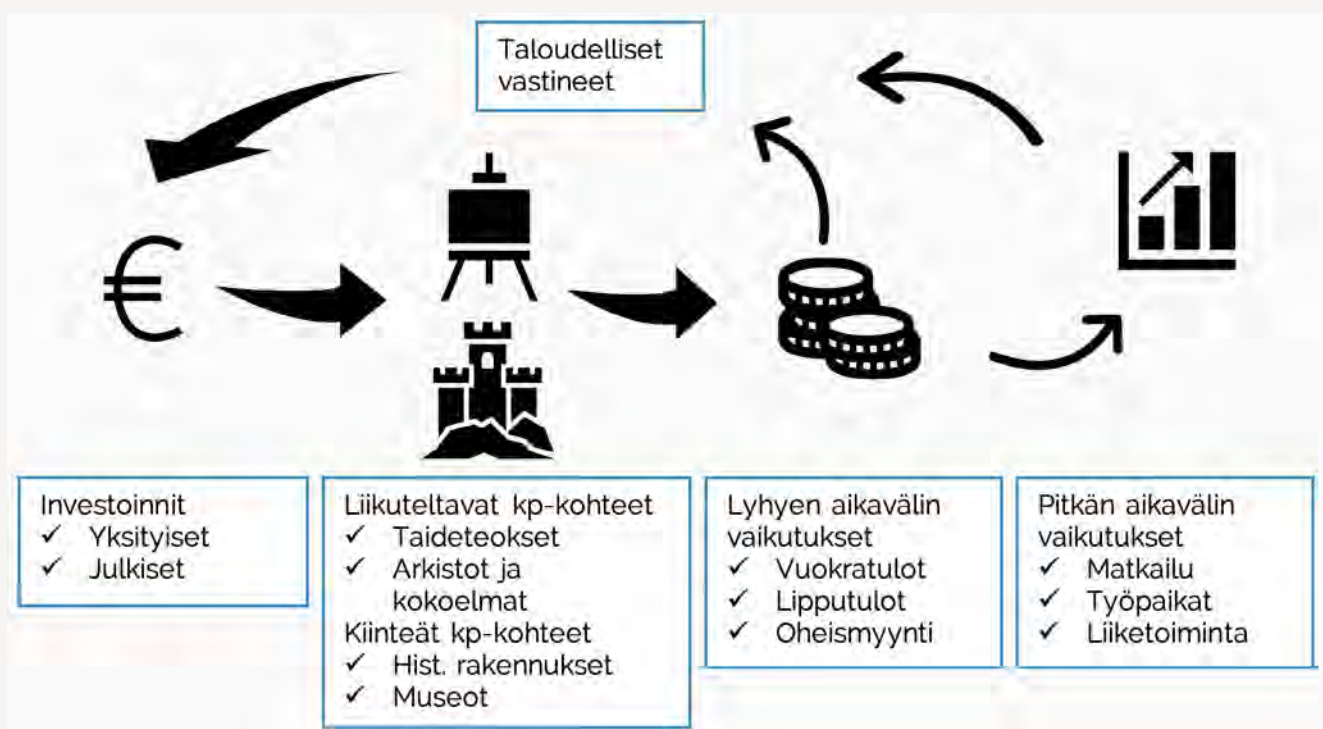 Taloudelliset
vastineet
€
Investoinnit
✓ Yksityiset
✓ Julkiset
Liikuteltavat kp-kohteet
✓ Taideteokset
✓ Arkistot ja
kokoelmat
Kiinteät kp-kohteet
✓ Hist. rakennukset
✓ Museot
Lyhyen aikavälin
vaikutukset
✓ Vuokratulot
✓ Lipputulot
✓ Oheismyynti
Pitkän aikavälin
vaikutukset
✓ Matkailu
✓ Työpaikat
✓ Liiketoiminta